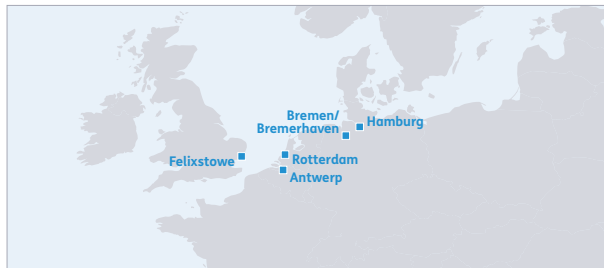 Bremen/
Bremerhaven
Hamburg
Felixstowe
Rotterdam
Antwerp